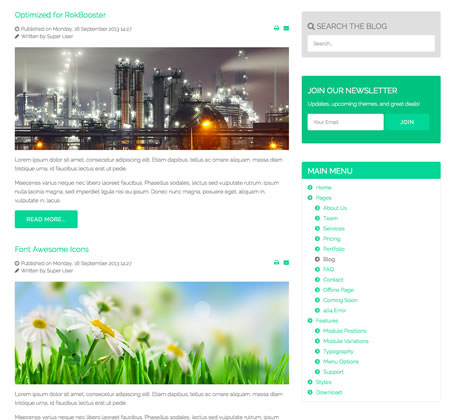 Optimized for RokBooster
Published on Monday, 16 September 2013 14:27
Written by Super User
Lorem ipsum dolor sit amet, consectetur adipiscing elit. Etiam dapibus, tellus ac ornare aliquam, massa diam
tristique urna, id faucibus lectus erat ut pede.
Maecenas varius neque nec libero laoreet faucibus. Phasellus sodales, lectus sed vulputate rutrum, ipsum
nulla lacinia magna, sed imperdiet ligula nisi eu ipsum. Donec nunc magna, posuere eget, aliquam in,
vulputate in, lacus.
READ MORE...
Font Awesome Icons
Published on Monday, 16 September 2013 14:27
Written by Super User
Lorem ipsum dolor sit amet, consectetur adipiscing elit. Etiam dapibus, tellus ac ornare aliquam, massa diam
tristique urna, id faucibus lectus erat ut pede.
Maecenas varius neque nec libero laoreet faucibus. Phasellus sodales, lectus sed vulputate rutrum, ipsum
SEARCH THE BLOG
Search...
JOIN OUR NEWSLETTER
Updates, upcoming themes, and great deals!
Your Email
JOIN
MAIN MENU
Home
Pages
About Us
Team
Services
Pricing
Portfolio
Blog
FAQ
Contact
Offline Page
Coming Soon
404 Error
Features
Module Positions
Module Variations
Typography
Menu Options
Support
Styles
Download